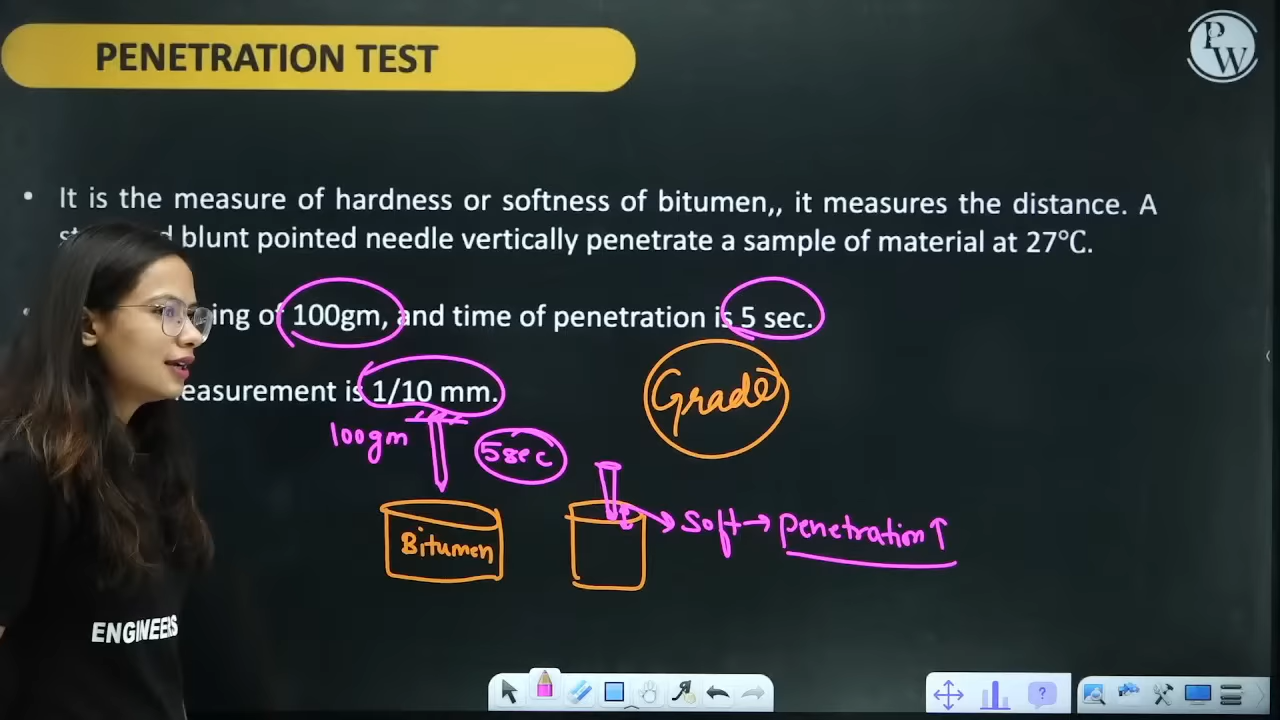 PENETRATION TEST
PW
• It is the measure of hardness or softness of bitumen,, it measures the distance. A
blunt pointed needle vertically penetrate a sample of material at 27°C.
of 100gm, and time of penetration is 5 sec.
is 1/10 mm.
Grade
100gm
5sec
Bitumen
Soft → Penetration ↑
ENGINEERS
?